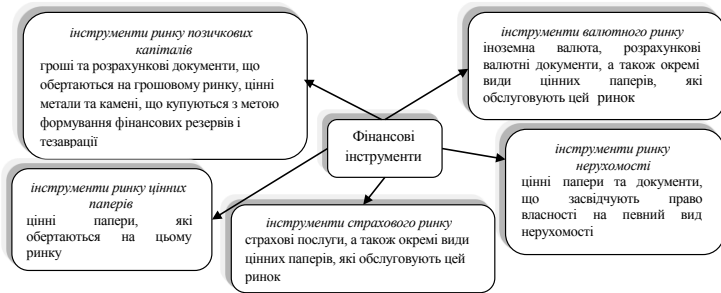 інструменти ринку позичкових
капіталів
гроші та розрахункові документи, що
обертаються на грошовому ринку, цінні
метали та камені, що купуються з метою
формування фінансових резервів і
тезаврації
інструменти валютного ринку
іноземна валюта, розрахункові
валютні документи, а також окремі
види цінних паперів, які
обслуговують цей ринок
Фінансові
інструменти
інструменти ринку
нерухомості
цінні папери та документи,
що засвідчують право
власності на певний вид
нерухомості
інструменти ринку цінних
паперів
цінні папери, які
обертаються на цьому
ринку
інструменти страхового ринку
страхові послуги, а також окремі види
цінних паперів, які обслуговують цей
ринок